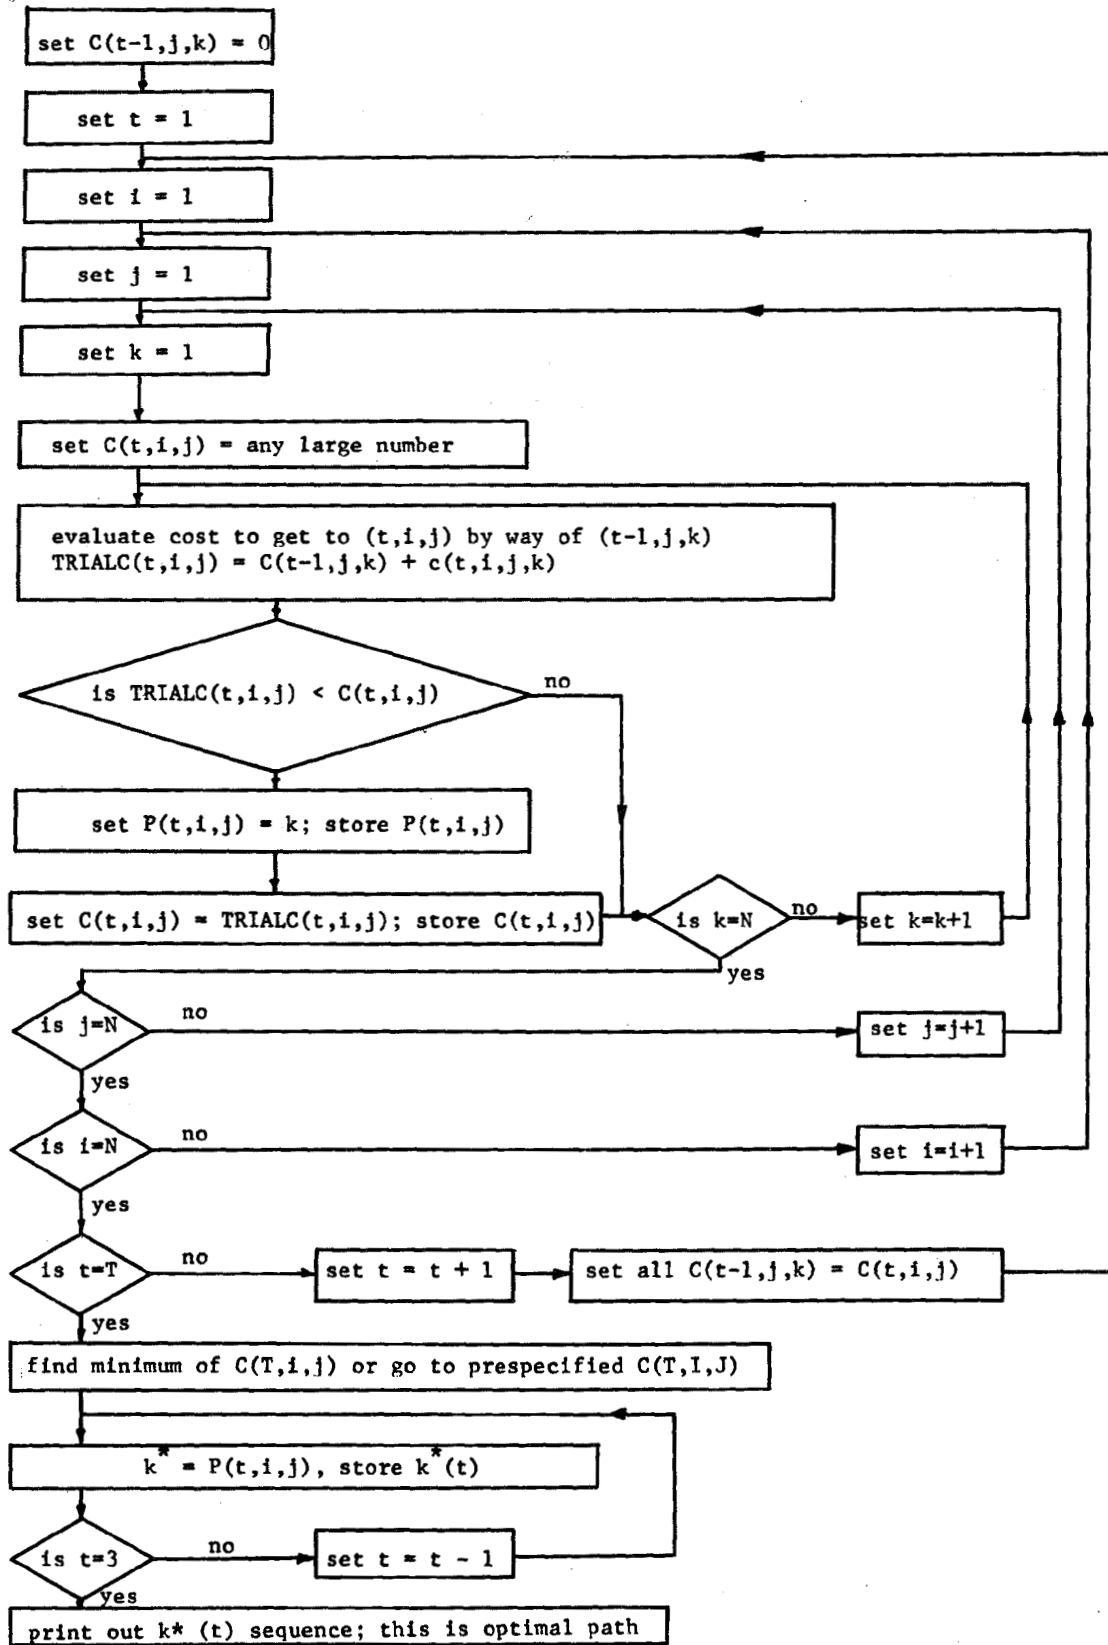 set C(t-1,j,k) = 0
set t = 1
set i = 1
set j = 1
set k = 1
set C(t,i,j) = any large number
evaluate cost to get to (t,i,j) by way of (t-1,j,k)
TRIALC(t,i,j) = C(t-1,j,k) + c(t,i,j,k)
is TRIALC(t,i,j) < C(t,i,j)
no
set P(t,i,j) = k; store P(t,i,j)
set C(t,i,j) = TRIALC(t,i,j); store C(t,i,j)
is k=N
no
set k=k+1
yes
is j=N
no
set j=j+1
yes
is i=N
no
set i=i+1
yes
is t=T
no
set t = t + 1
set all C(t-1,j,k) = C(t,i,j)
yes
find minimum of C(T,i,j) or go to prespecified C(T,I,J)
k* = P(t,i,j), store k*(t)
is t=3
no
set t = t - 1
yes
print out k* (t) sequence; this is optimal path